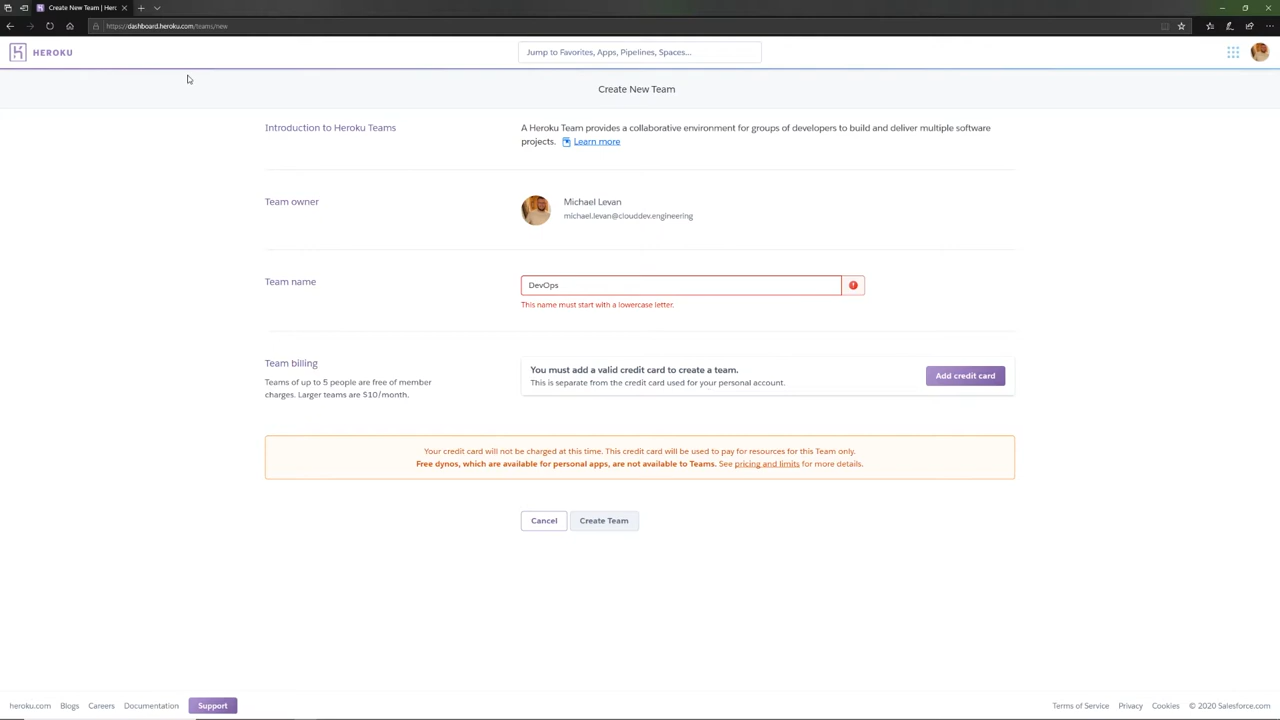 Create New Team | Herc
https://dashboard.heroku.com/teams/new
HEROKU
Jump to Favorites, Apps, Pipelines, Spaces...
Create New Team
Introduction to Heroku Teams
A Heroku Team provides a collaborative environment for groups of developers to build and deliver multiple software
projects. Learn more
Team owner
Michael Levan
michael.levan@clouddev.engineering
Team name
DevOps
This name must start with a lowercase letter.
Team billing
Teams of up to 5 people are free of member
charges. Larger teams are $10/month.
You must add a valid credit card to create a team.
This is separate from the credit card used for your personal account.
Add credit card
Your credit card will not be charged at this time. This credit card will be used to pay for resources for this Team only.
Free dynos, which are available for personal apps, are not available to Teams. See pricing and limits for more details.
Cancel
Create Team
heroku.com
Blogs
Careers
Documentation
Support
Terms of Service
Privacy
Cookies
© 2020 Salesforce.com